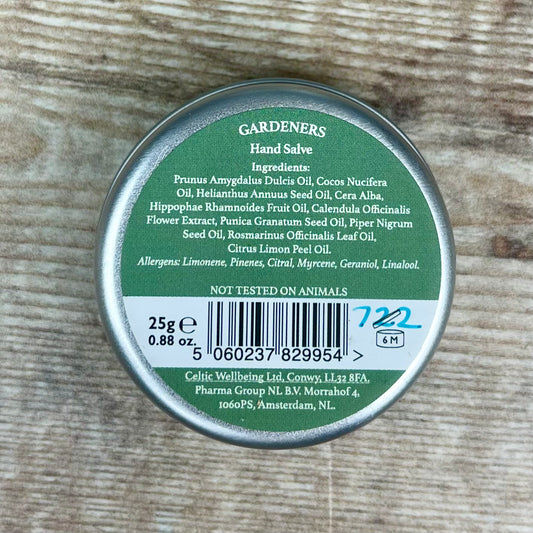 GARDENERS
Hand Salve
Ingredients:
Prunus Amygdalus Dulcis Oil, Cocos Nucifera
Oil, Helianthus Annuus Seed Oil, Cera Alba,
Hippophae Rhamnoides Fruit Oil, Calendula Officinalis
Flower Extract, Punica Granatum Seed Oil, Piper Nigrum
Seed Oil, Rosmarinus Officinalis Leaf Oil,
Citrus Limon Peel Oil.
Allergens: Limonene, Pinenes, Citral, Myrcene, Geraniol, Linalool.
NOT TESTED ON ANIMALS
25g e
0.88 oz.
5 060237 829954 >
722
6 M
Celtic Wellbeing Ltd, Conwy, LL32 8FA.
Pharma Group NL B.V. Morrahof 4,
1060PS, Amsterdam, NL.